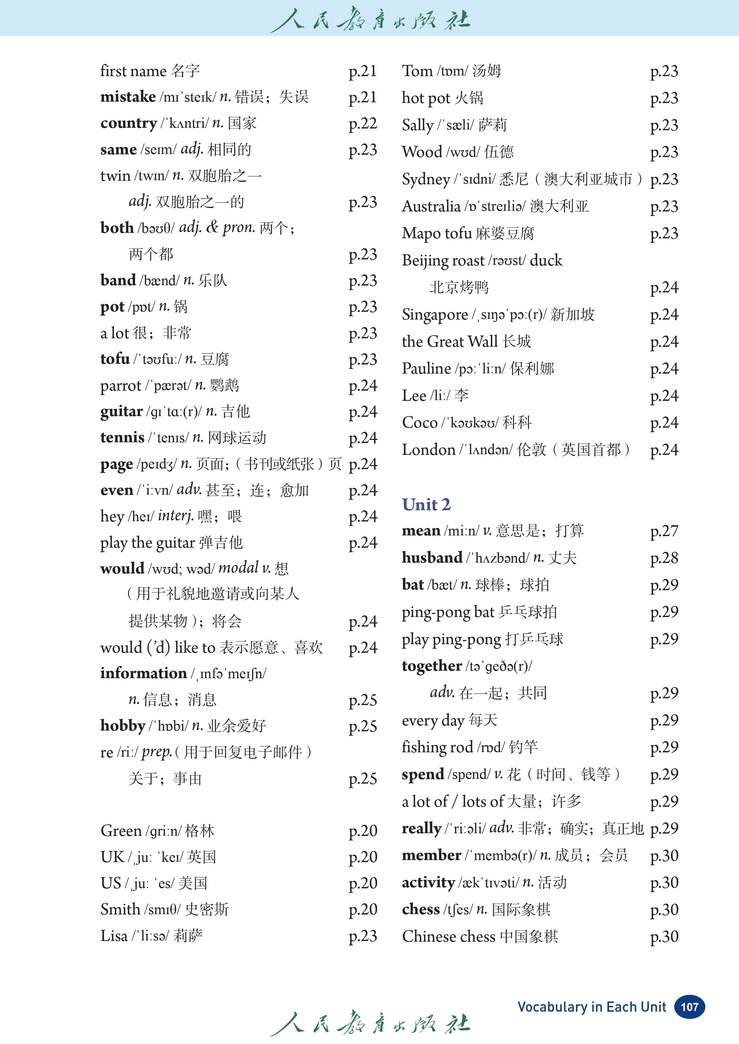 人民教育出版社
first name 名字 p.21
mistake /mɪˈsteɪk/ n. 错误；失误 p.21
country /ˈkʌntri/ n. 国家 p.22
same /seɪm/ adj. 相同的 p.23
twin /twɪn/ n. 双胞胎之一
adj. 双胞胎之一的 p.23
both /bəʊθ/ adj. & pron. 两个；
两个都 p.23
band /bænd/ n. 乐队 p.23
pot /pɒt/ n. 锅 p.23
a lot 很；非常 p.23
tofu /ˈtəʊfuː/ n. 豆腐 p.23
parrot /ˈpærət/ n. 鹦鹉 p.24
guitar /ɡɪˈtɑː(r)/ n. 吉他 p.24
tennis /ˈtenɪs/ n. 网球运动 p.24
page /peɪdʒ/ n. 页面；（书刊或纸张）页 p.24
even /ˈiːvn/ adv. 甚至；连；愈加 p.24
hey /heɪ/ interj. 嘿；喂 p.24
play the guitar 弹吉他 p.24
would /wʊd; wəd/ modal v. 想
（用于礼貌地邀请或向某人
提供某物）；将会 p.24
would (’d) like to 表示愿意、喜欢 p.24
information /ˌɪnfəˈmeɪʃn/
n. 信息；消息 p.25
hobby /ˈhɒbi/ n. 业余爱好 p.25
re /riː/ prep.（用于回复电子邮件）
关于；事由 p.25
Green /ɡriːn/ 格林 p.20
UK /ˌjuː ˈkeɪ/ 英国 p.20
US /ˌjuː ˈes/ 美国 p.20
Smith /smɪθ/ 史密斯 p.20
Lisa /ˈliːsə/ 莉萨 p.23
Tom /tɒm/ 汤姆 p.23
hot pot 火锅 p.23
Sally /ˈsæli/ 萨莉 p.23
Wood /wʊd/ 伍德 p.23
Sydney /ˈsɪdni/ 悉尼（澳大利亚城市） p.23
Australia /ɒˈstreɪliə/ 澳大利亚 p.23
Mapo tofu 麻婆豆腐 p.23
Beijing roast /rəʊst/ duck
北京烤鸭 p.24
Singapore /ˌsɪŋəˈpɔː(r)/ 新加坡 p.24
the Great Wall 长城 p.24
Pauline /pɔːˈliːn/ 保利娜 p.24
Lee /liː/ 李 p.24
Coco /ˈkəʊkəʊ/ 科科 p.24
London /ˈlʌndən/ 伦敦（英国首都） p.24
Unit 2
mean /miːn/ v. 意思是；打算 p.27
husband /ˈhʌzbənd/ n. 丈夫 p.28
bat /bæt/ n. 球棒；球拍 p.29
ping-pong bat 乒乓球拍 p.29
play ping-pong 打乒乓球 p.29
together /təˈɡeðə(r)/
adv. 在一起；共同 p.29
every day 每天 p.29
fishing rod /rɒd/ 钓竿 p.29
spend /spend/ v. 花（时间、钱等） p.29
a lot of / lots of 大量；许多 p.29
really /ˈriːəli/ adv. 非常；确实；真正地 p.29
member /ˈmembə(r)/ n. 成员；会员 p.30
activity /ækˈtɪvəti/ n. 活动 p.30
chess /tʃes/ n. 国际象棋 p.30
Chinese chess 中国象棋 p.30
Vocabulary in Each Unit 107
人民教育出版社